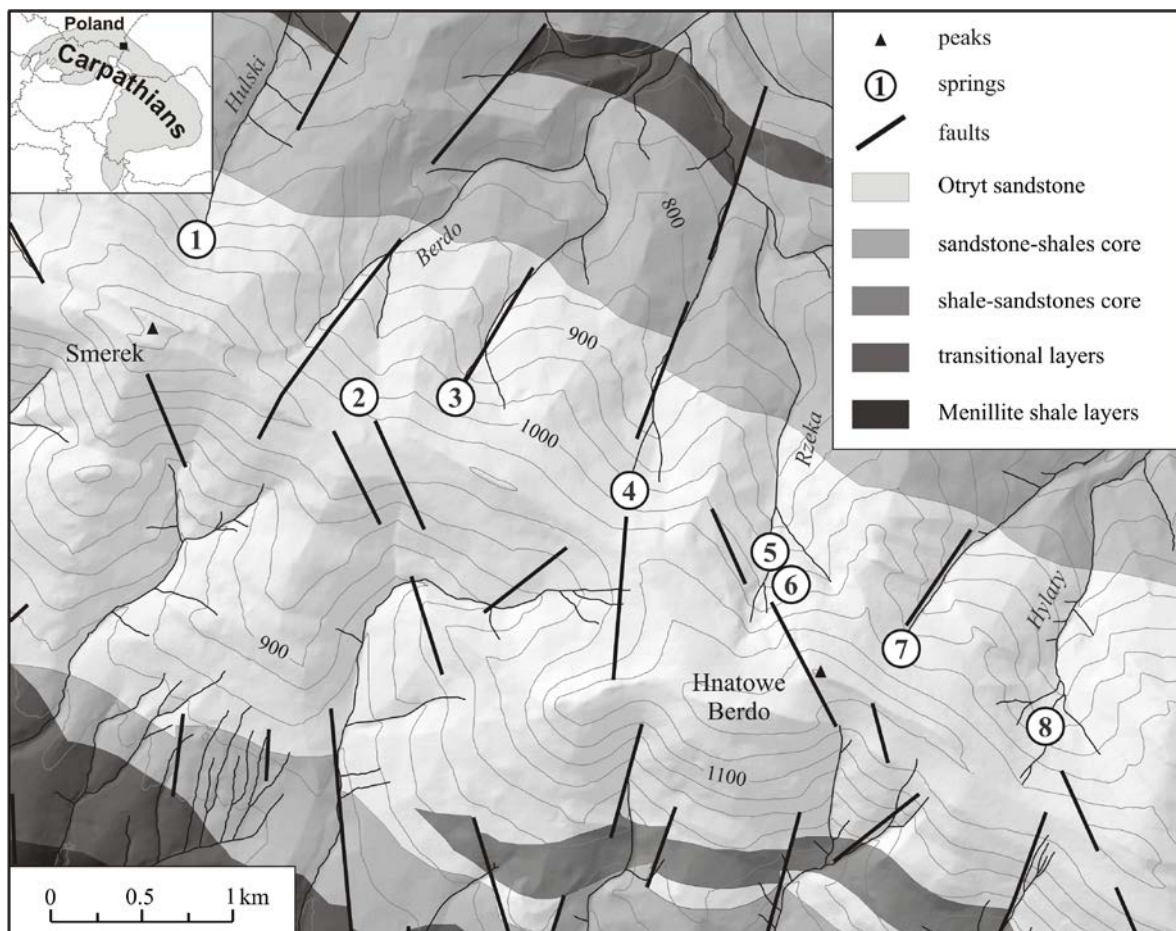 Poland
Carpathians
Hulski
peaks
1
springs
faults
Otryt sandstone
sandstone-shales core
shale-sandstones core
transitional layers
Menillite shale layers
800
1
Berdo
900
Smerek
2
3
1000
Rzeka
4
5
6
Hylaty
900
7
Hnatowe
Berdo
8
1100
0 0.5 1 km